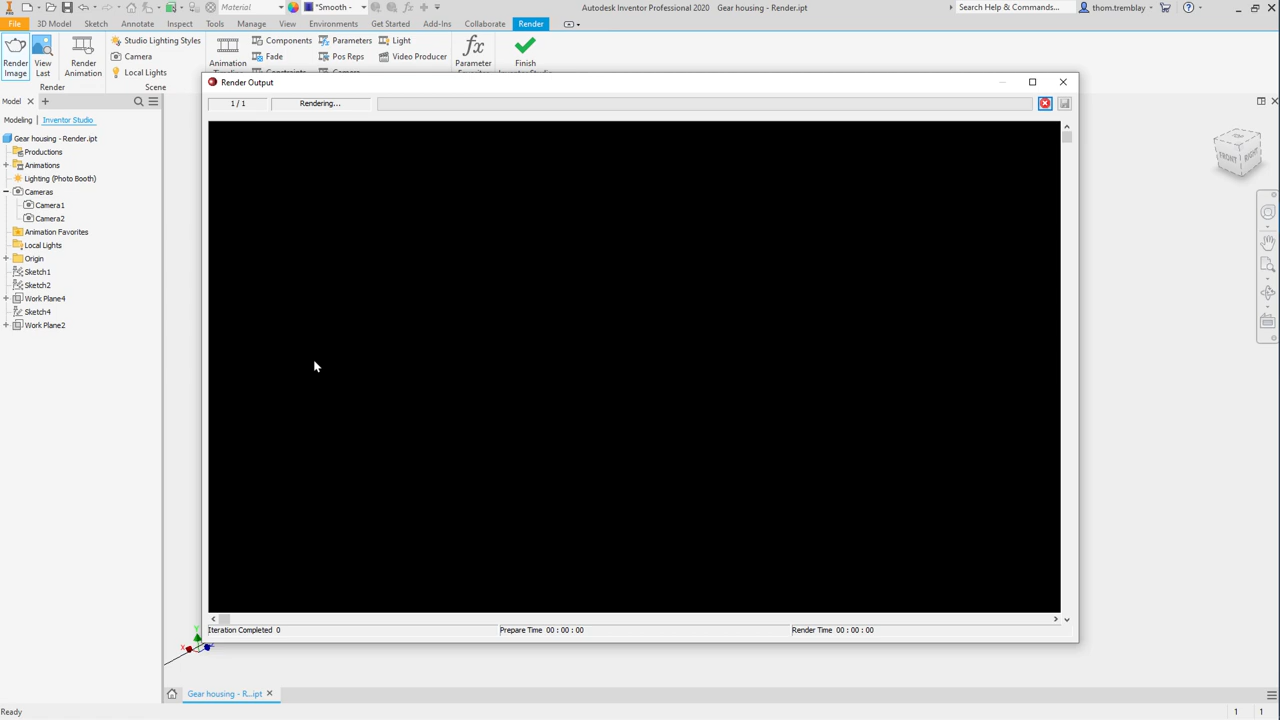 Material
*Smooth
Autodesk Inventor Professional 2020 Gear housing - Render.ipt
Search Help & Commands...
thom.tremblay
File 3D Model Sketch Annotate Inspect Tools Manage View Environments Get Started Add-Ins Collaborate Render
Render Image
View Last
Render Animation
Studio Lighting Styles
Camera
Local Lights
Render
Scene
Animation
Components
Fade
Parameters
Pos Reps
Light
Video Producer
Parameter
Finish
Render Output
1 / 1
Rendering...
Model
Modeling Inventor Studio
Gear housing - Render.ipt
Productions
Animations
Lighting (Photo Booth)
Cameras
Camera1
Camera2
Animation Favorites
Local Lights
Origin
Sketch1
Sketch2
Work Plane4
Sketch4
Work Plane2
FRONT
RIGHT
Iteration Completed 0
Prepare Time 00 : 00 : 00
Render Time 00 : 00 : 00
Gear housing - R...ipt
Ready
1 1